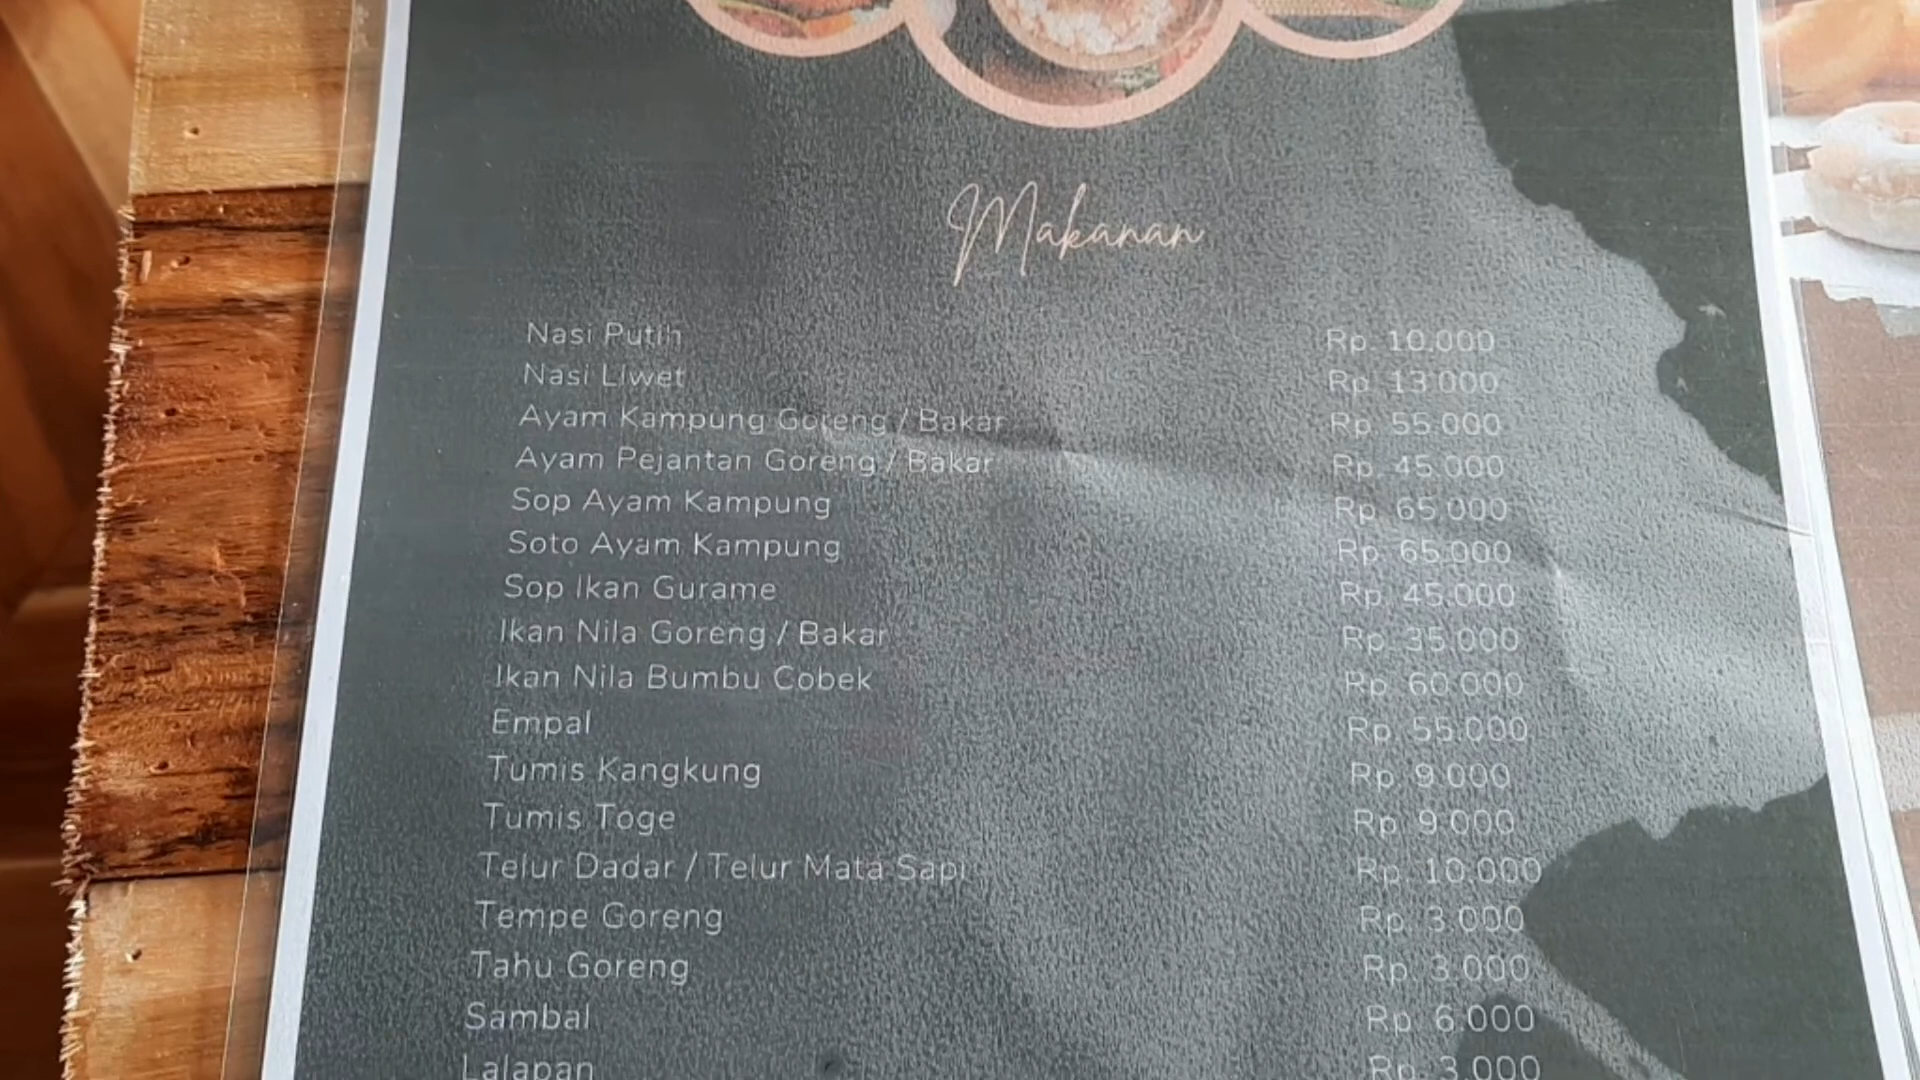 Makanan
Nasi Putih Rp. 10.000
Nasi Liwet Rp. 13.000
Ayam Kampung Goreng / Bakar Rp. 55.000
Ayam Pejantan Goreng / Bakar Rp. 45.000
Sop Ayam Kampung Rp. 65.000
Soto Ayam Kampung Rp. 65.000
Sop Ikan Gurame Rp. 45.000
Ikan Nila Goreng / Bakar Rp. 35.000
Ikan Nila Bumbu Cobek Rp. 60.000
Empal Rp. 55.000
Tumis Kangkung Rp. 9.000
Tumis Toge Rp. 9.000
Telur Dadar / Telur Mata Sapi Rp. 10.000
Tempe Goreng Rp. 3.000
Tahu Goreng Rp. 3.000
Sambal Rp. 6.000
Lalapan Rp. 3.000